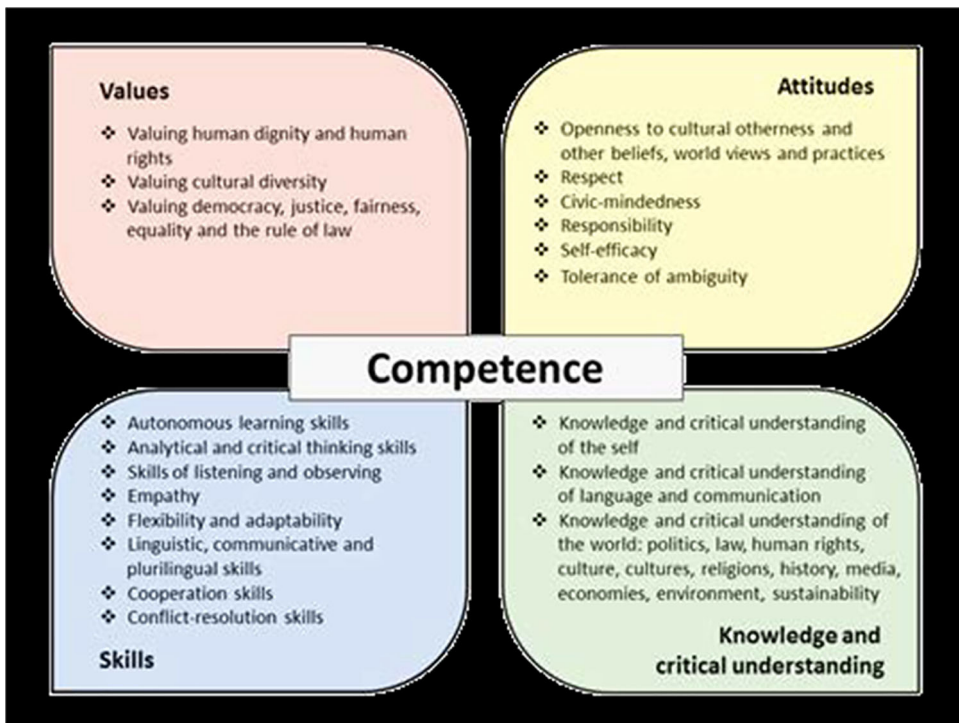 Values
❖ Valuing human dignity and human
rights
❖ Valuing cultural diversity
❖ Valuing democracy, justice, fairness,
equality and the rule of law
Attitudes
❖ Openness to cultural otherness and
other beliefs, world views and practices
❖ Respect
❖ Civic-mindedness
❖ Responsibility
❖ Self-efficacy
❖ Tolerance of ambiguity
Competence
❖ Autonomous learning skills
❖ Analytical and critical thinking skills
❖ Skills of listening and observing
❖ Empathy
❖ Flexibility and adaptability
❖ Linguistic, communicative and
plurilingual skills
❖ Cooperation skills
❖ Conflict-resolution skills
Skills
❖ Knowledge and critical understanding
of the self
❖ Knowledge and critical understanding
of language and communication
❖ Knowledge and critical understanding of
the world: politics, law, human rights,
culture, cultures, religions, history, media,
economies, environment, sustainability
Knowledge and
critical understanding